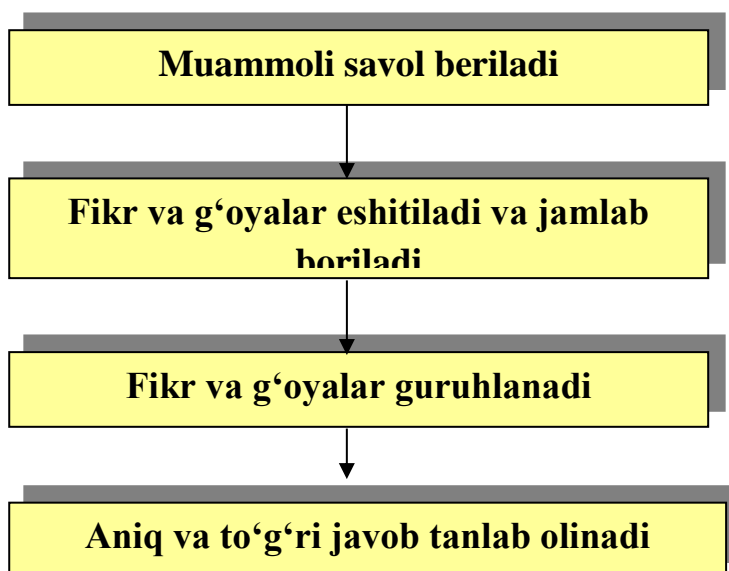 Muammoli savol beriladi
Fikr va g‘oyalar eshitiladi va jamlab
boriladi
Fikr va g‘oyalar guruhlanadi
Aniq va to‘g‘ri javob tanlab olinadi